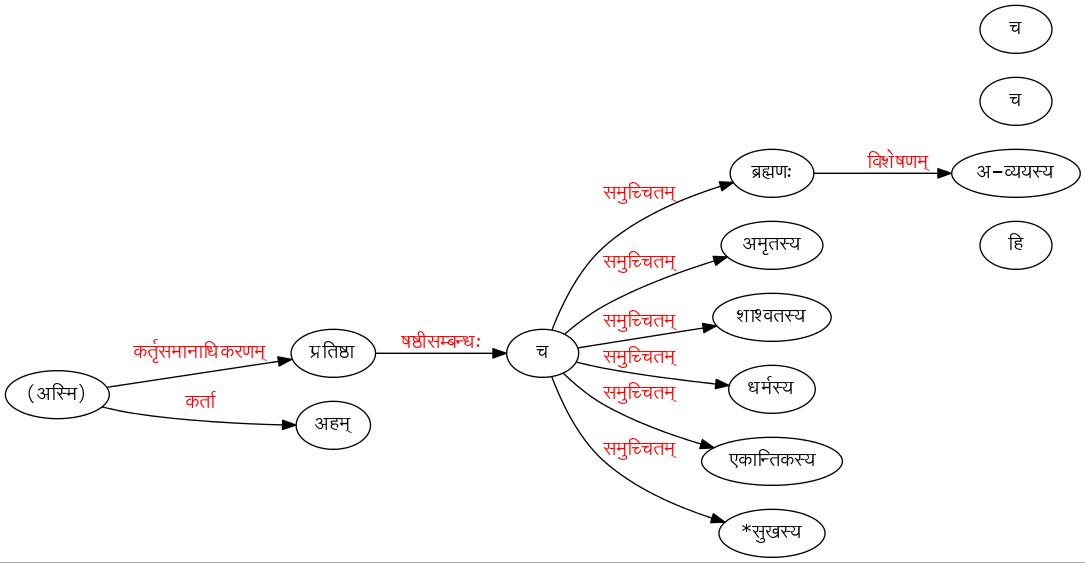 च
च
समुच्चितम्
ब्रह्मणः
विशेषणम्
अ-व्ययस्य
समुच्चितम्
अमृतस्य
हि
समुच्चितम्
शाश्वतस्य
कर्तृसमानाधिकरणम्
प्रतिष्ठा
षष्ठीसम्बन्धः
च
समुच्चितम्
धर्मस्य
(अस्मि)
कर्ता
अहम्
समुच्चितम्
एकान्तिकस्य
समुच्चितम्
*सुखस्य